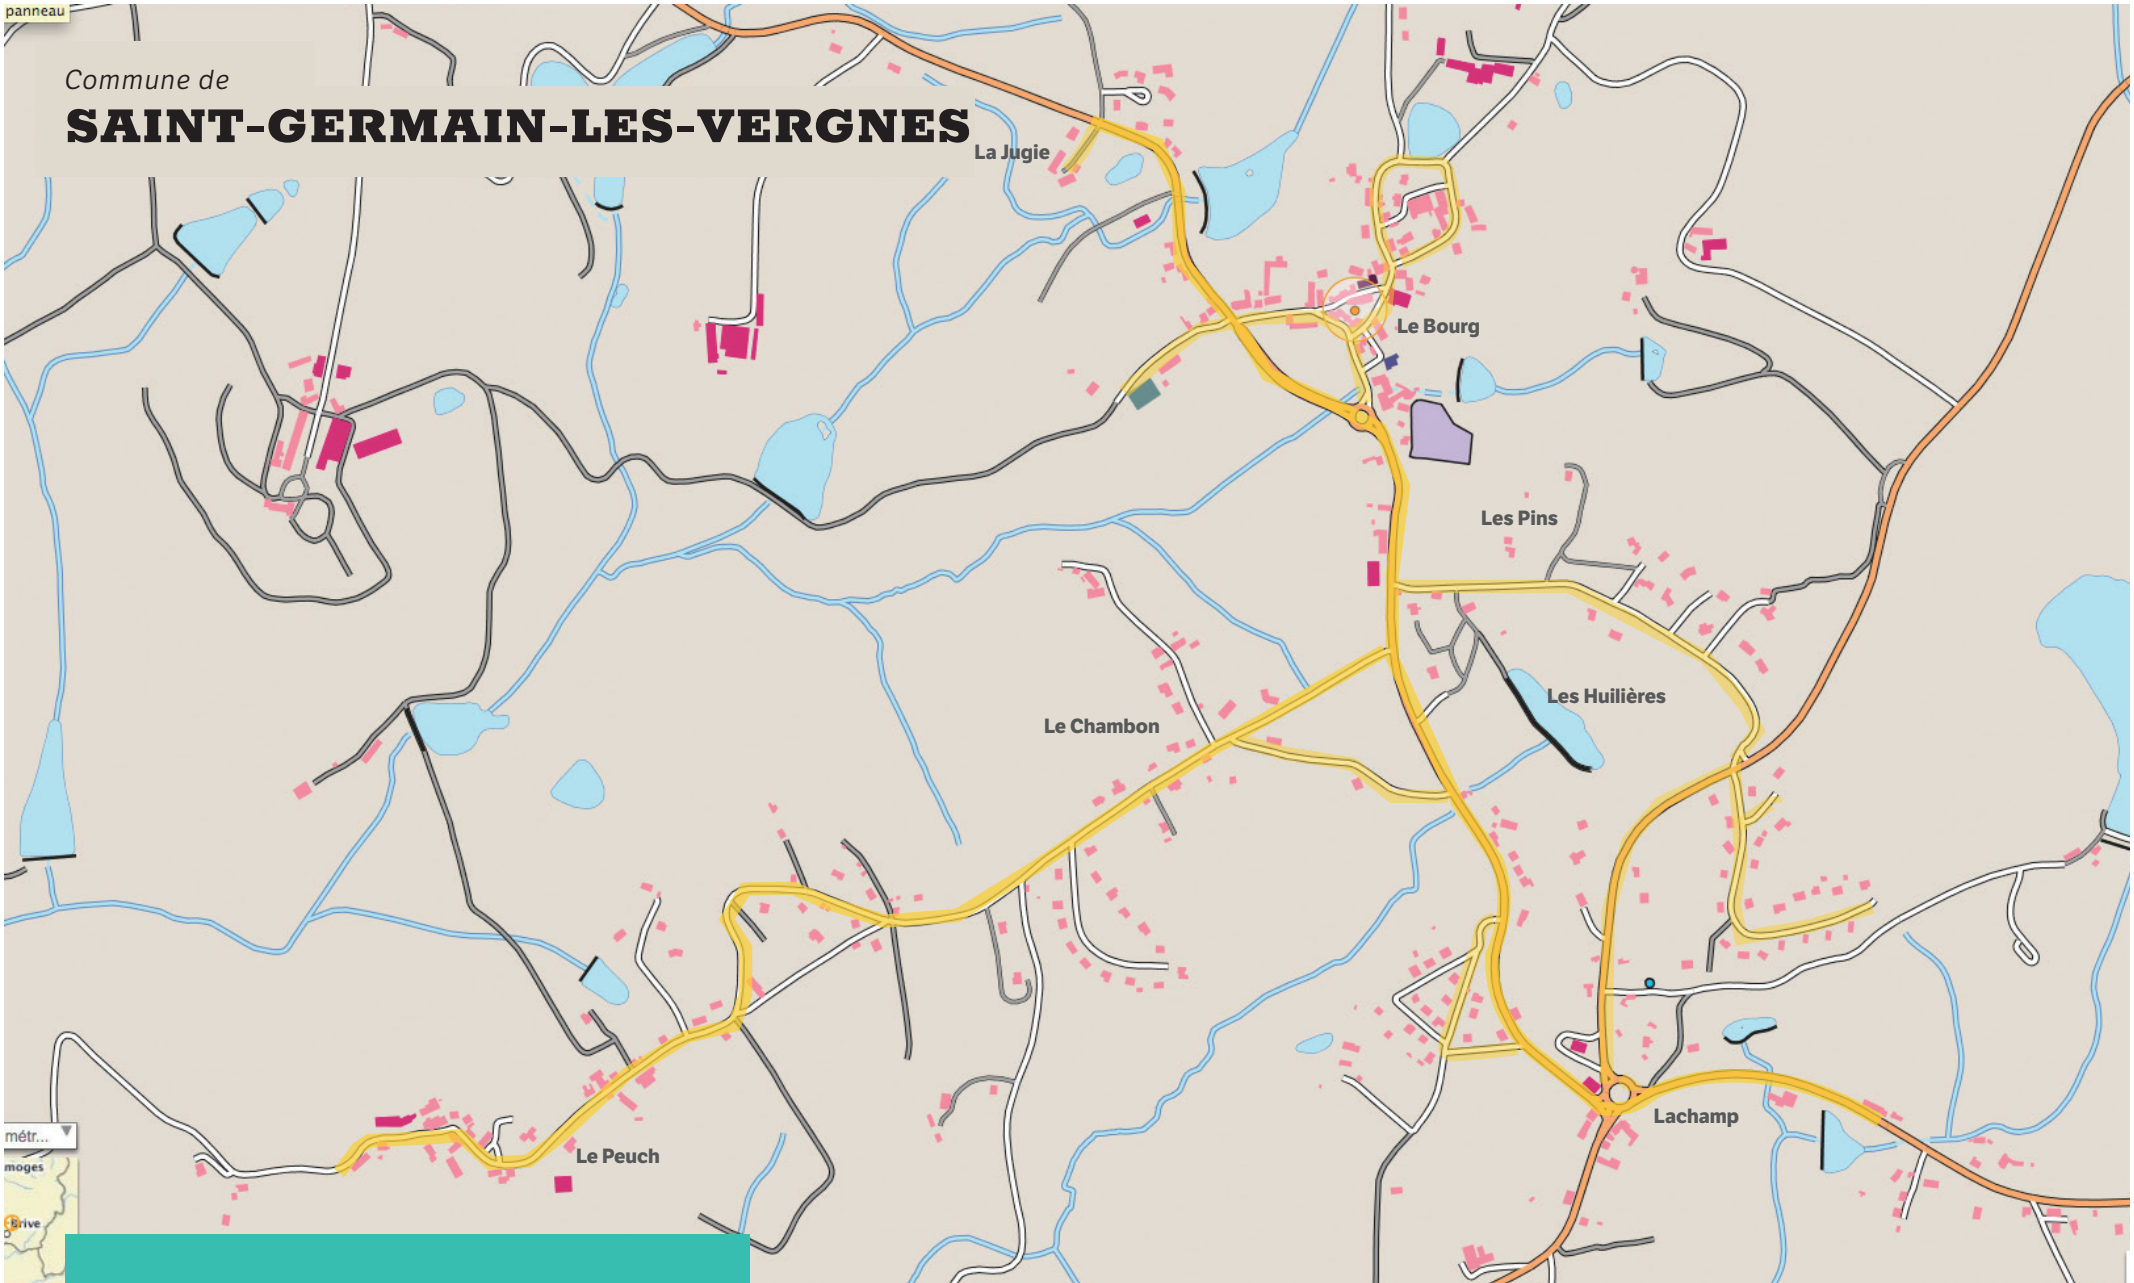 panneau
Commune de
SAINT-GERMAIN-LES-VERGNES
La Jugie
Le Bourg
Les Pins
Les Huilières
Le Chambon
Lachamp
métr...
moges
Le Peuch
Brive